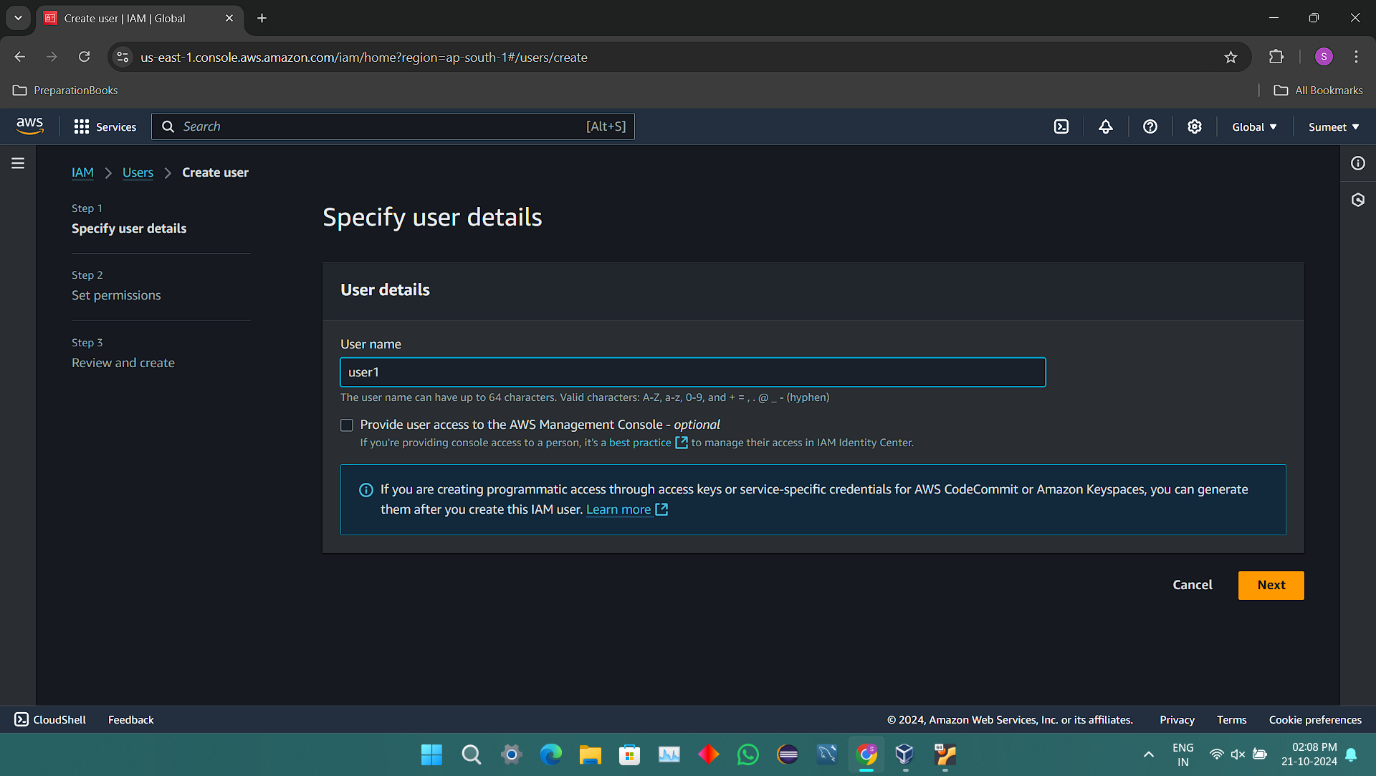 Create user | IAM | Global
us-east-1.console.aws.amazon.com/iam/home?region=ap-south-1#/users/create
S
PreparationBooks
All Bookmarks
aws
Services
Search
[Alt+S]
Global
Sumeet
IAM
Users
Create user
Step 1
Specify user details
Step 2
Set permissions
Step 3
Review and create
Specify user details
User details
User name
user1
The user name can have up to 64 characters. Valid characters: A-Z, a-z, 0-9, and + = , . @ _ - (hyphen)
Provide user access to the AWS Management Console - optional
If you're providing console access to a person, it's a best practice to manage their access in IAM Identity Center.
If you are creating programmatic access through access keys or service-specific credentials for AWS CodeCommit or Amazon Keyspaces, you can generate
them after you create this IAM user. Learn more
Cancel
Next
CloudShell
Feedback
© 2024, Amazon Web Services, Inc. or its affiliates.
Privacy
Terms
Cookie preferences
ENG
IN
02:08 PM
21-10-2024